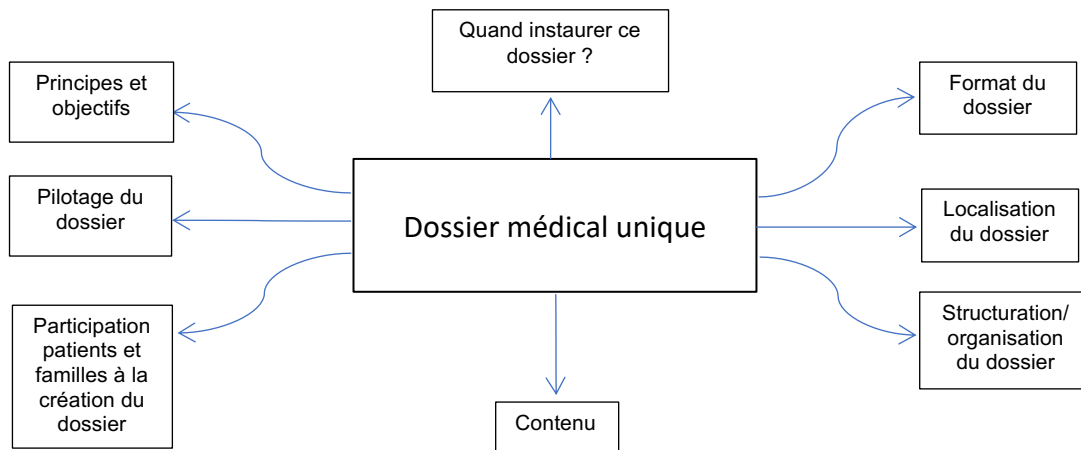 Quand instaurer ce
dossier ?
Principes et
objectifs
Format du
dossier
Pilotage du
dossier
Dossier médical unique
Localisation
du dossier
Participation
patients et
familles à la
création du
dossier
Structuration/
organisation
du dossier
Contenu